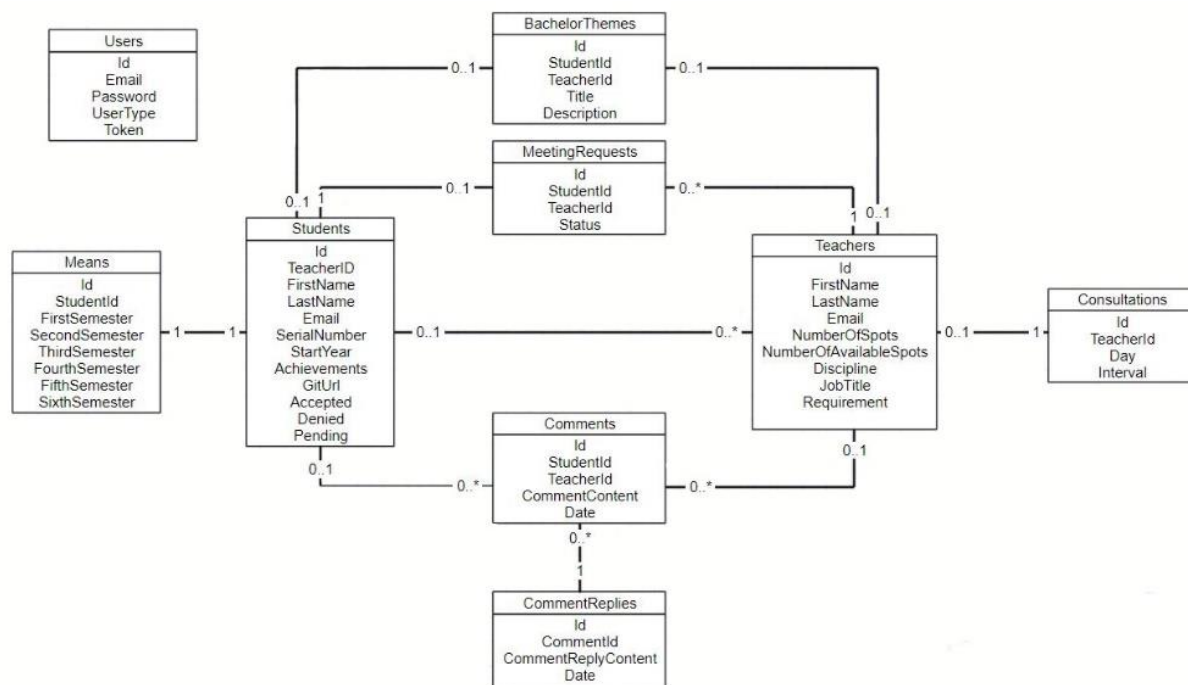 Users
Id
Email
Password
UserType
Token
BachelorThemes
Id
StudentId
TeacherId
Title
Description
0..1
0..1
0..1
0..1
MeetingRequests
Id
StudentId
TeacherId
Status
1
0..1
0..*
1
Students
Id
TeacherID
FirstName
LastName
Email
SerialNumber
StartYear
Achievements
GitUrl
Accepted
Denied
Pending
Means
Id
StudentId
FirstSemester
SecondSemester
ThirdSemester
FourthSemester
FifthSemester
SixthSemester
1
1
0..1
0..*
Teachers
Id
FirstName
LastName
Email
NumberOfSpots
NumberOfAvailableSpots
Discipline
JobTitle
Requirement
0..1
1
Consultations
Id
TeacherId
Day
Interval
Comments
Id
StudentId
TeacherId
CommentContent
Date
0..1
0..*
0..*
0..1
0..*
1
CommentReplies
Id
CommentId
CommentReplyContent
Date